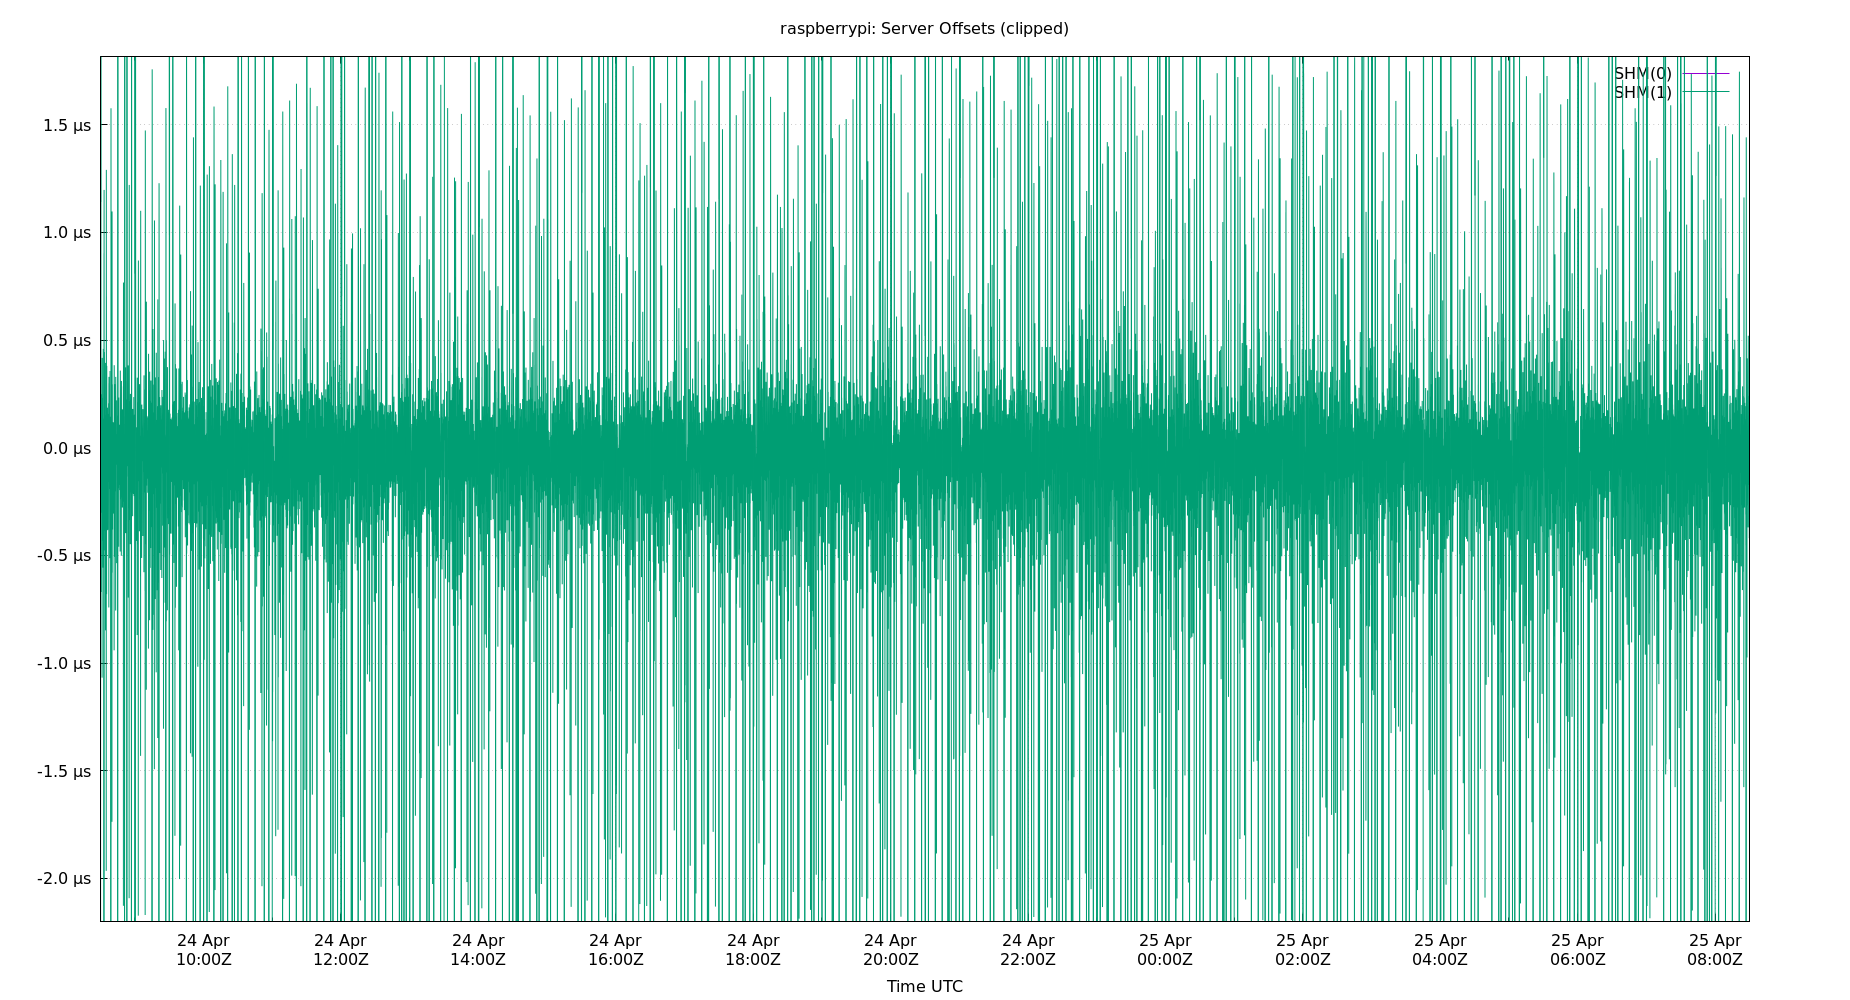 raspberrypi: Server Offsets (clipped)
SHM(0)
SHM(1)
1.5 µs
1.0 µs
0.5 µs
0.0 µs
-0.5 µs
-1.0 µs
-1.5 µs
-2.0 µs
24 Apr 24 Apr 24 Apr 24 Apr 24 Apr 24 Apr 24 Apr 25 Apr 25 Apr 25 Apr 25 Apr 25 Apr
10:00Z 12:00Z 14:00Z 16:00Z 18:00Z 20:00Z 22:00Z 00:00Z 02:00Z 04:00Z 06:00Z 08:00Z
Time UTC